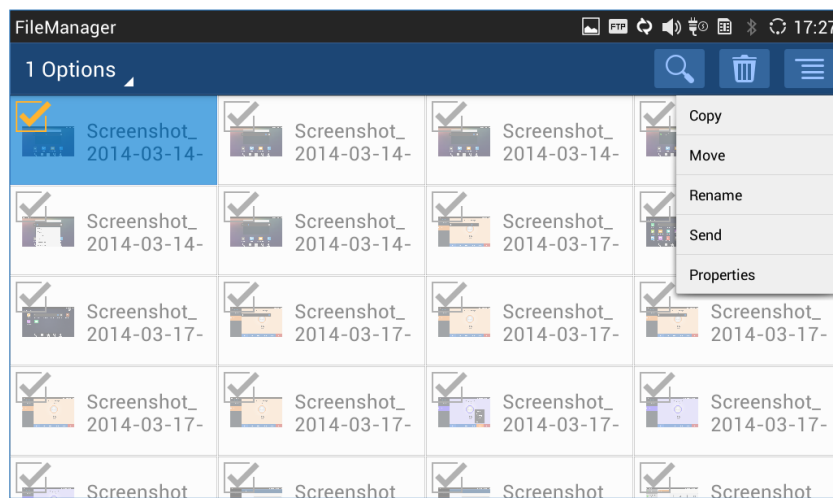 FileManager
FTP
17:27
1 Options
Copy
Move
Rename
Send
Properties
Screenshot_
2014-03-14-
Screenshot_
2014-03-14-
Screenshot_
2014-03-14-
Screenshot_
2014-03-14-
Screenshot_
2014-03-14-
Screenshot_
2014-03-17-
Screenshot_
2014-03-17-
Screenshot_
2014-03-17-
Screenshot_
2014-03-17-
Screenshot_
2014-03-17-
Screenshot_
2014-03-17-
Screenshot_
2014-03-17-
Screenshot_
2014-03-17-
Screenshot_
2014-03-17-
Screenshot
Screenshot
Screenshot
Screenshot